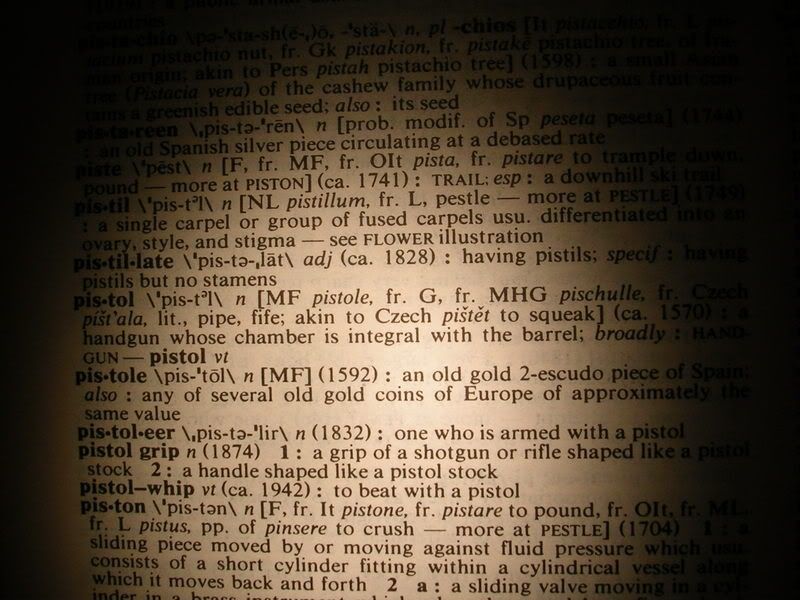 countries
pis·ta·chio \pə-ˈsta-sh(ē-)ō, -ˈstä-\ n, pl -chios [It pistacchio, fr. L pis-
tacium pistachio nut, fr. Gk pistakion, fr. pistakē pistachio tree, of Ira-
nian origin; akin to Pers pistah pistachio tree] (1598) : a small Asian
tree (Pistacia vera) of the cashew family whose drupaceous fruit con-
tains a greenish edible seed; also : its seed
pis·ta·reen \ˌpis-tə-ˈrēn\ n [prob. modif. of Sp peseta peseta] (1744)
: an old Spanish silver piece circulating at a debased rate
piste \ˈpēst\ n [F, fr. MF, fr. OIt pista, fr. pistare to trample down,
pound — more at PISTON] (ca. 1741) : TRAIL; esp : a downhill ski trail
pis·til \ˈpis-tᵊl\ n [NL pistillum, fr. L, pestle — more at PESTLE] (1749)
: a single carpel or group of fused carpels usu. differentiated into an
ovary, style, and stigma — see FLOWER illustration
pis·til·late \ˈpis-tə-ˌlāt\ adj (ca. 1828) : having pistils; specif : having
pistils but no stamens
pis·tol \ˈpis-tᵊl\ n [MF pistole, fr. G, fr. MHG pischulle, fr. Czech
píšt'ala, lit., pipe, fife; akin to Czech pištět to squeak] (ca. 1570) : a
handgun whose chamber is integral with the barrel; broadly : HAND-
GUN — pistol vt
pis·tole \pis-ˈtōl\ n [MF] (1592) : an old gold 2-escudo piece of Spain;
also : any of several old gold coins of Europe of approximately the
same value
pis·tol·eer \ˌpis-tə-ˈlir\ n (1832) : one who is armed with a pistol
pistol grip n (1874) 1 : a grip of a shotgun or rifle shaped like a pistol
stock 2 : a handle shaped like a pistol stock
pistol–whip vt (ca. 1942) : to beat with a pistol
pis·ton \ˈpis-tən\ n [F, fr. It pistone, fr. pistare to pound, fr. OIt, fr. ML,
fr. L pistus, pp. of pinsere to crush — more at PESTLE] (1704) 1 : a
sliding piece moved by or moving against fluid pressure which usu.
consists of a short cylinder fitting within a cylindrical vessel along
which it moves back and forth 2 a : a sliding valve moving in a cyl-
inder in a brass instrument